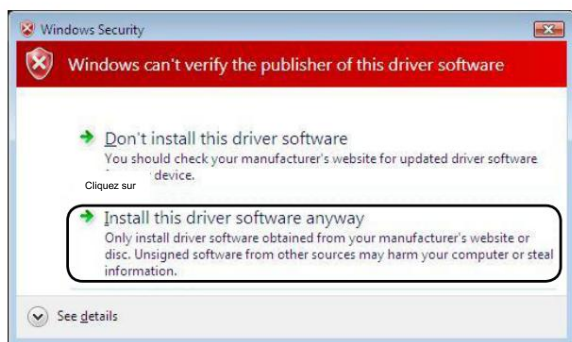 Windows Security
Windows can't verify the publisher of this driver software
Don't install this driver software
You should check your manufacturer's website for updated driver software
device.
Cliquez sur
Install this driver software anyway
Only install driver software obtained from your manufacturer's website or
disc. Unsigned software from other sources may harm your computer or steal
information.
See details